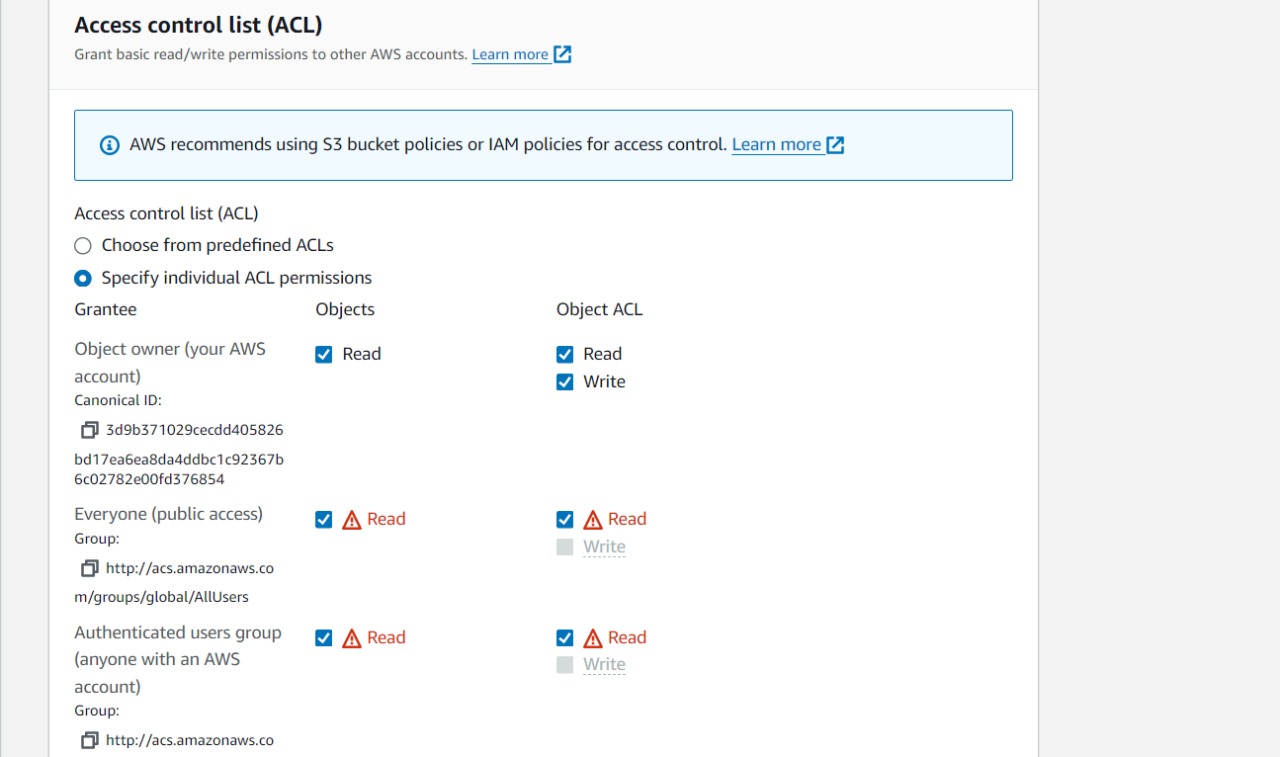 Access control list (ACL)
Grant basic read/write permissions to other AWS accounts. Learn more
AWS recommends using S3 bucket policies or IAM policies for access control. Learn more
Access control list (ACL)
Choose from predefined ACLs
Specify individual ACL permissions
Grantee Objects Object ACL
Object owner (your AWS Read Read
account) Write
Canonical ID:
3d9b371029cecdd405826
bd17ea6ea8da4ddbc1c92367b
6c02782e00fd376854
Everyone (public access) Read Read
Group: Write
http://acs.amazonaws.co
m/groups/global/AllUsers
Authenticated users group Read Read
(anyone with an AWS Write
account)
Group:
http://acs.amazonaws.co